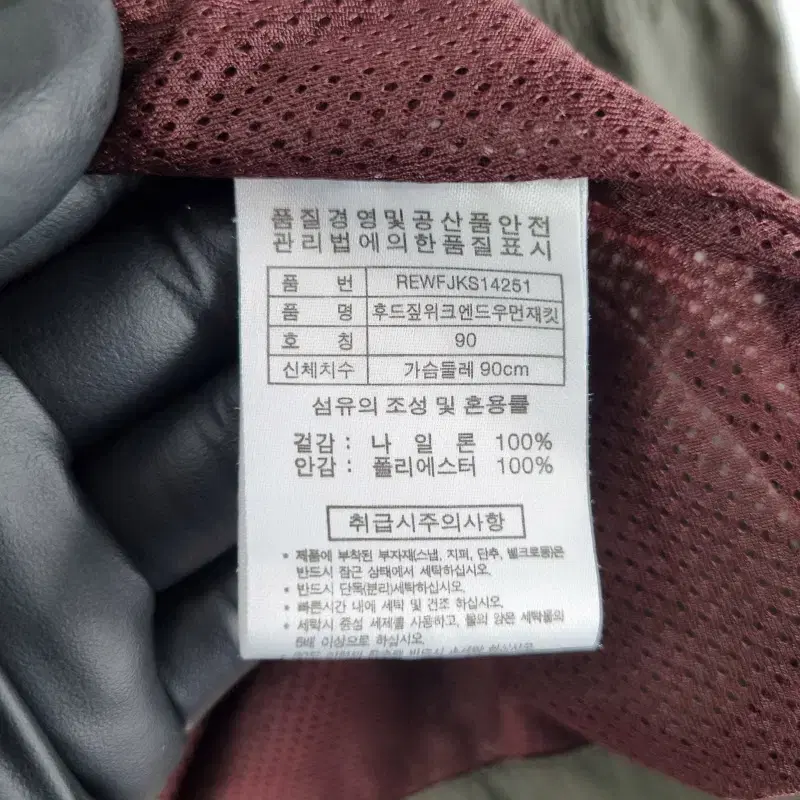 품질경영및공산품안전
관리법에의한품질표시
품 번 REWFJKS14251
품 명 후드짚위크엔드우먼재킷
호 칭 90
신체치수 가슴둘레 90cm
섬유의 조성 및 혼용률
겉감 : 나 일 론 100%
안감 : 폴리에스터 100%
취급시주의사항
• 제품에 부착된 부자재(스냅, 지퍼, 단추, 벨크로등)은
반드시 잠근 상태에서 세탁하십시오.
• 반드시 단독(분리)세탁하십시오.
• 빠른시간 내에 세탁 및 건조 하십시오.
• 세탁시 중성 세제를 사용하고, 물의 양은 세탁물의
5배 이상으로 하십시오.